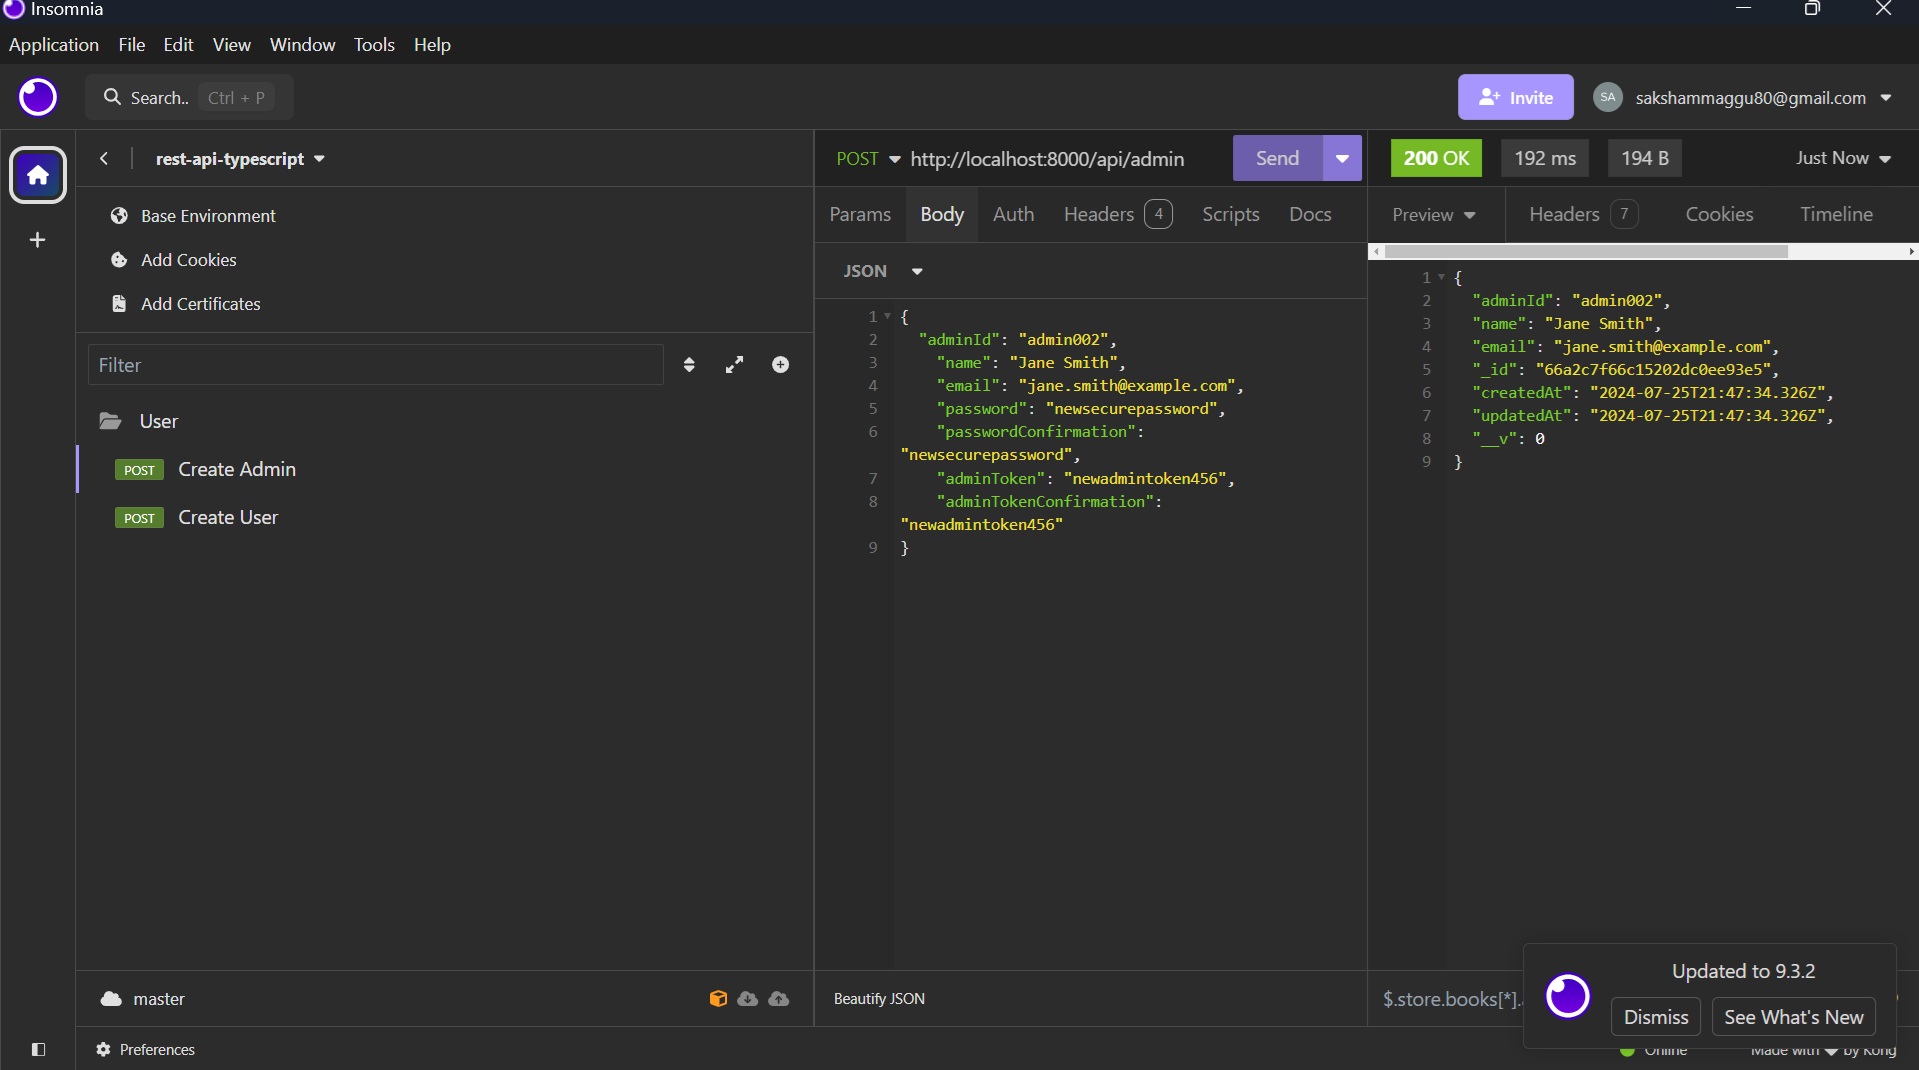 Insomnia
Application File Edit View Window Tools Help
Search.. Ctrl + P
Invite
SA
sakshammaggu80@gmail.com
rest-api-typescript
Base Environment
Add Cookies
Add Certificates
Filter
User
POST Create Admin
POST Create User
master
Preferences
POST http://localhost:8000/api/admin Send
Params Body Auth Headers 4 Scripts Docs
JSON
1 {
2 "adminId": "admin002",
3 "name": "Jane Smith",
4 "email": "jane.smith@example.com",
5 "password": "newsecurepassword",
6 "passwordConfirmation":
"newsecurepassword",
7 "adminToken": "newadmintoken456",
8 "adminTokenConfirmation":
"newadmintoken456"
9 }
Beautify JSON
200 OK 192 ms 194 B Just Now
Preview Headers 7 Cookies Timeline
1 {
2 "adminId": "admin002",
3 "name": "Jane Smith",
4 "email": "jane.smith@example.com",
5 "_id": "66a2c7f66c15202dc0ee93e5",
6 "createdAt": "2024-07-25T21:47:34.326Z",
7 "updatedAt": "2024-07-25T21:47:34.326Z",
8 "__v": 0
9 }
$.store.books[*].
Updated to 9.3.2
Dismiss See What's New
Online Made with by Kong